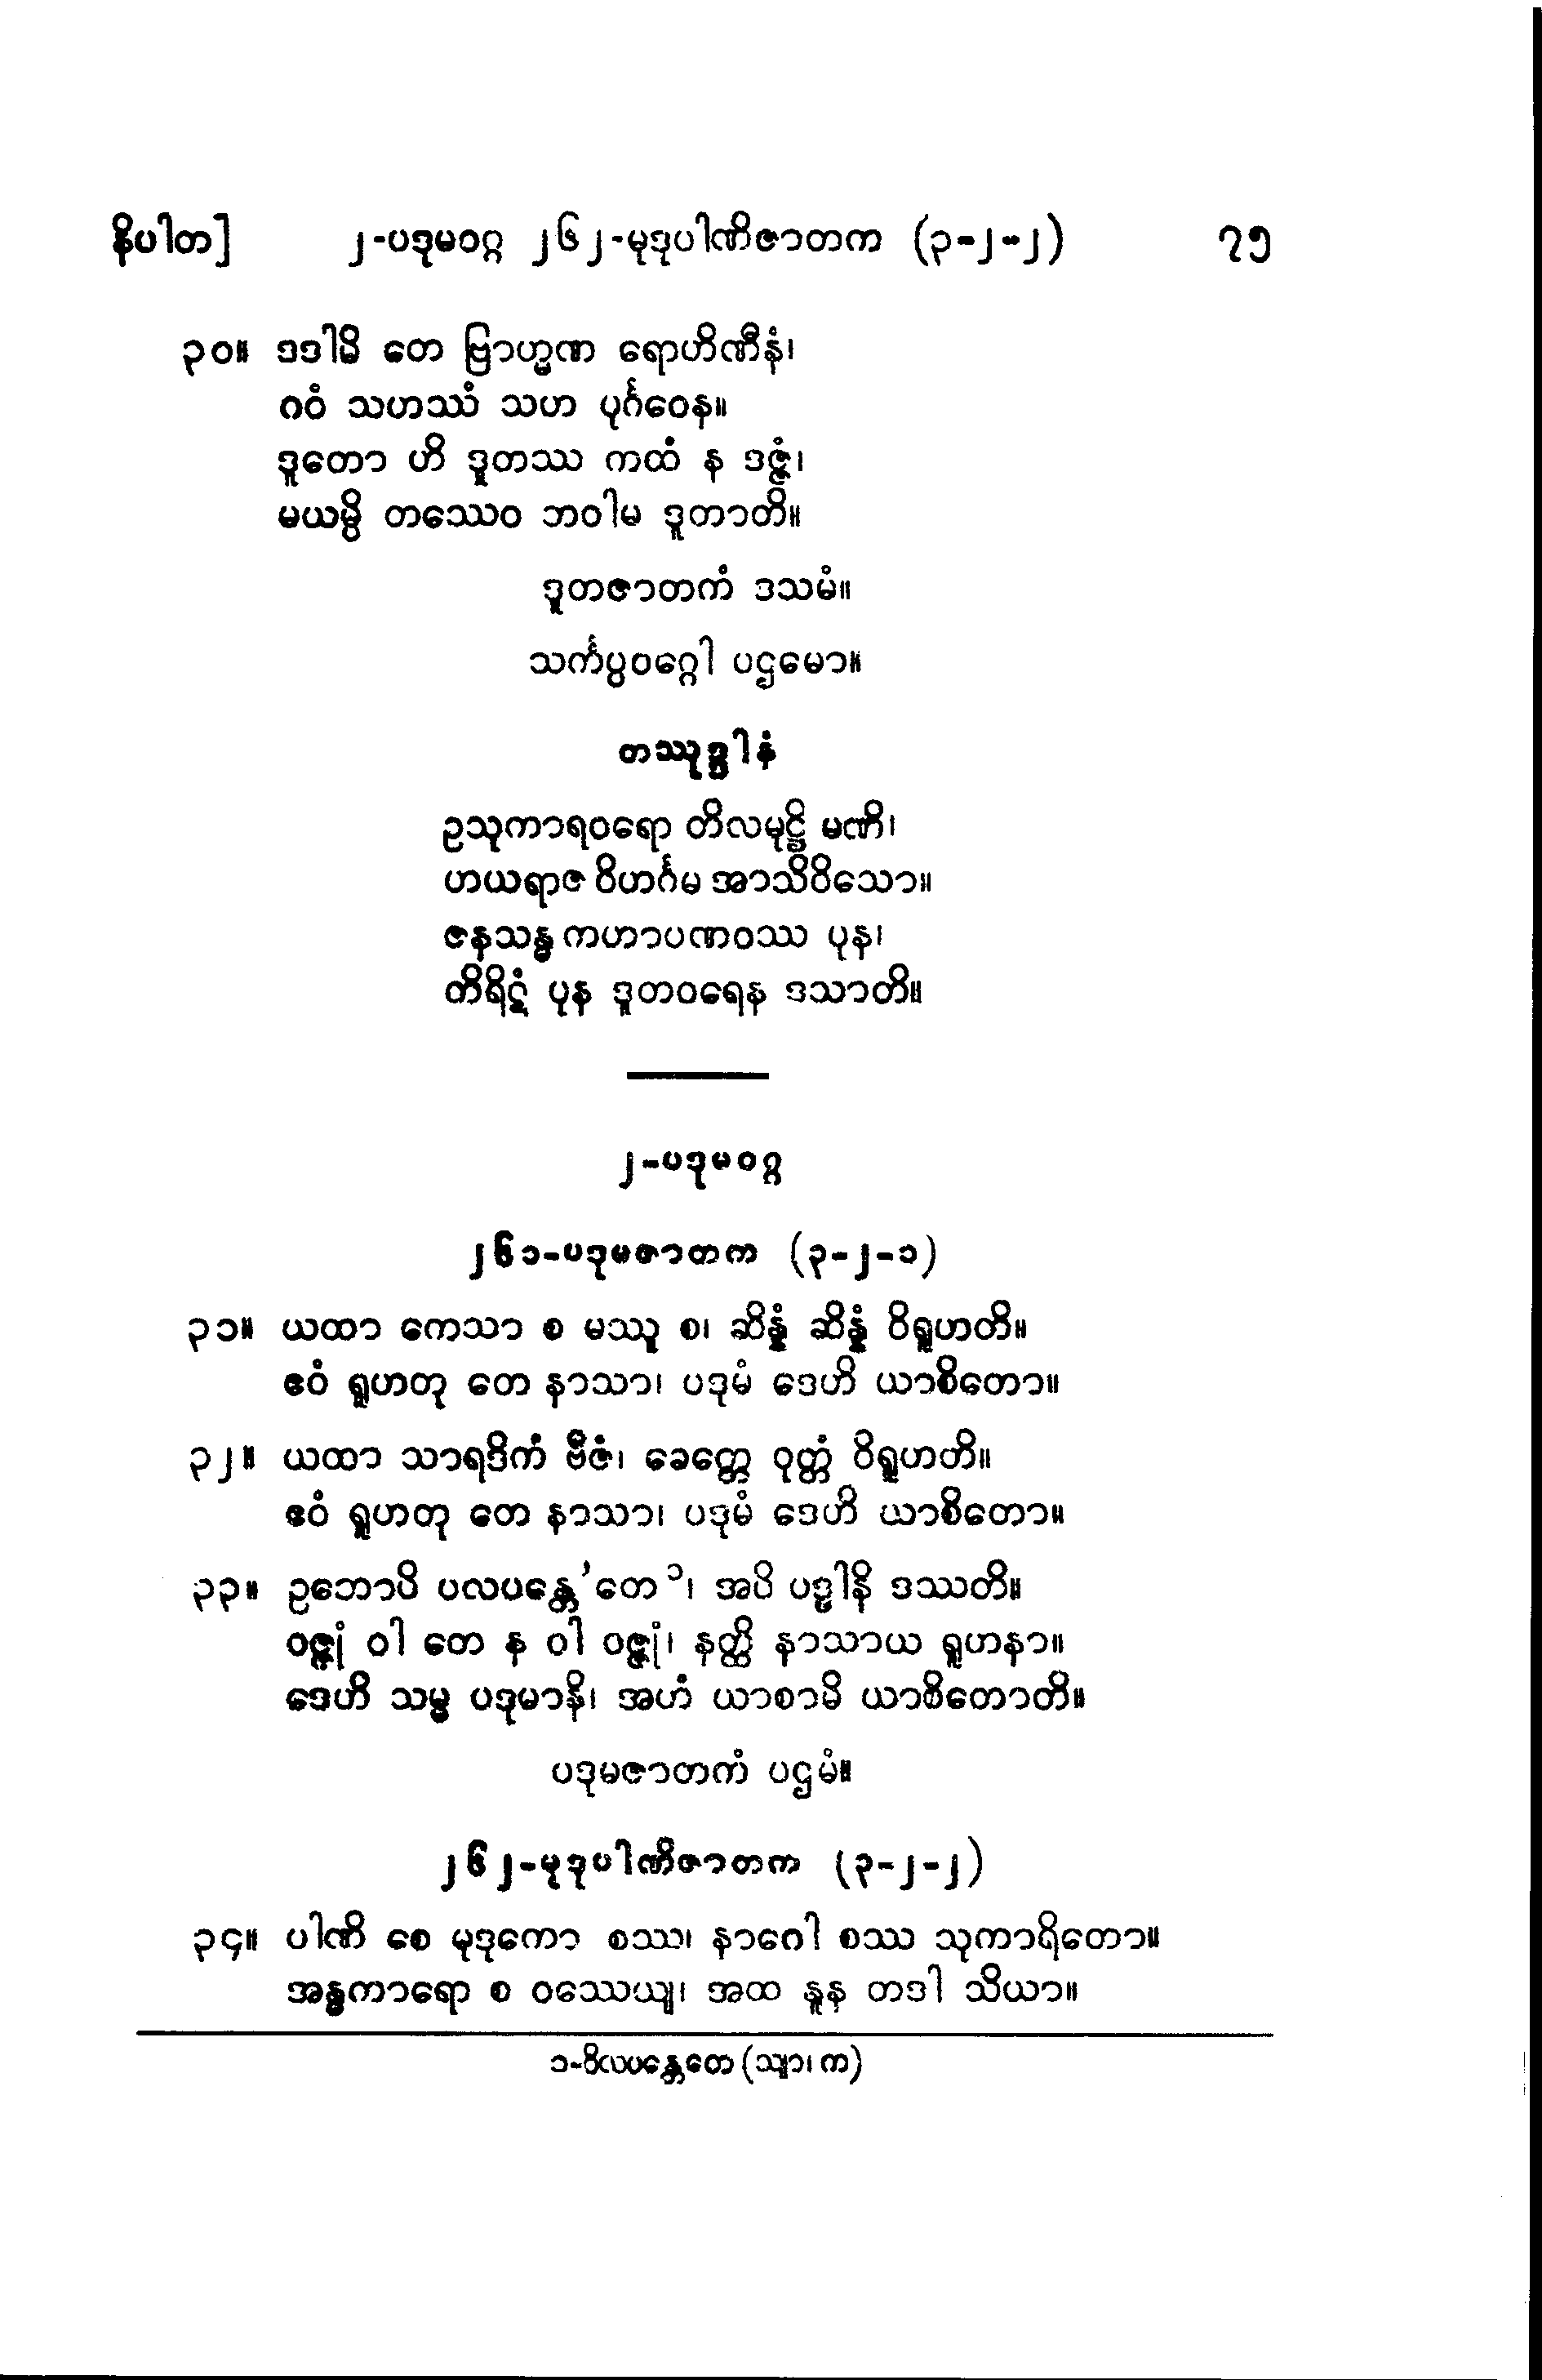 နိပါတ] ၂-ပဒုမဝဂ္ဂ ၂၆၂-မုဒုပါဏိဇာတက (၃-၂-၂) ၇၅
၃၀။ ဒဒါမိ တေ ဗြာဟ္မဏ ရောဟိဏီနံ၊
ဂဝံ သဟဿံ သဟ ပုင်္ဂဝေန။
ဒူတော ဟိ ဒူတဿ ကထံ န ဒဇ္ဇံ၊
မယမ္ပိ တဿေဝ ဘဝါမ ဒူတာတိ။
ဒူတဇာတကံ ဒသမံ။
သင်္ကပ္ပဝဂ္ဂေါ ပဌမော။
တဿုဒ္ဒါနံ
ဥသုကာရဝရော တိလမုဋ္ဌိ မဏိ၊
ဟယရာဇ ဝိဟင်္ဂမ အာသီဝိသော။
ဇနသန္ဓ ကဟာပဏဝဿ ပုန၊
တိရိဋံ ပုန ဒူတဝရေန ဒသာတိ။
၂-ပဒုမဝဂ္ဂ
၂၆၁-ပဒုမဇာတက (၃-၂-၁)
၃၁။ ယထာ ကေသာ စ မဿူ စ၊ ဆိန္နံ ဆိန္နံ ဝိရူဟတိ။
ဧဝံ ရူဟတု တေ နာသာ၊ ပဒုမံ ဒေဟိ ယာစိတော။
၃၂။ ယထာ သာရဒိကံ ဗီဇံ၊ ခေတ္တေ ဝုတ္တံ ဝိရူဟတိ။
ဧဝံ ရူဟတု တေ နာသာ၊ ပဒုမံ ဒေဟိ ယာစိတော။
၃၃။ ဥဘောပိ ပလပန္တေ'တေ ၁၊ အပိ ပဒ္မါနိ ဒဿတိ။
ဝဇ္ဇုံ ဝါ တေ န ဝါ ဝဇ္ဇုံ၊ နတ္ထိ နာသာယ ရူဟနာ။
ဒေဟိ သမ္မ ပဒုမာနိ၊ အဟံ ယာစာမိ ယာစိတောတိ။
ပဒုမဇာတကံ ပဌမံ။
၂၆၂-မုဒုပါဏိဇာတက (၃-၂-၂)
၃၄။ ပါဏိ စေ မုဒုကော စဿ၊ နာဂေါ စဿ သုကာရိတော။
အန္ဓကာရော စ ဝဿေယျ၊ အထ နူန တဒါ သိယာ။
၁-ဝိလပန္တေတေ (သျာ၊ က)